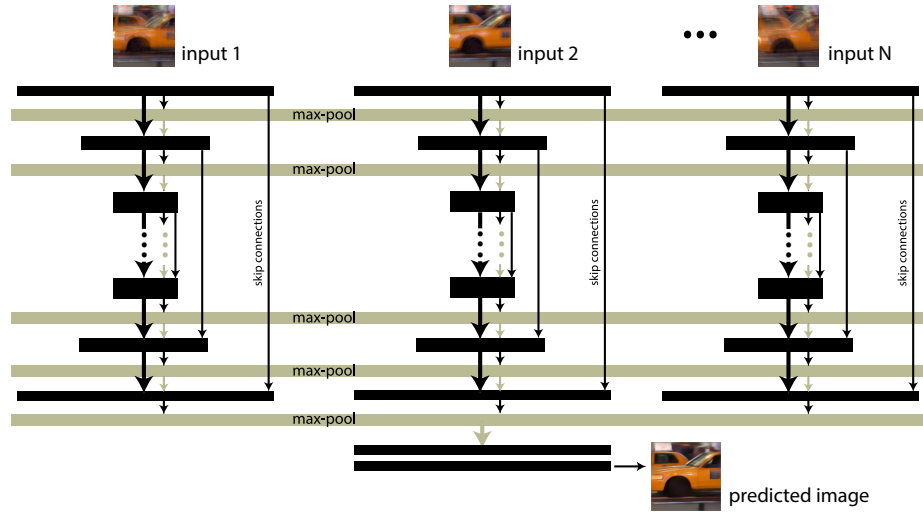 input 1
input 2
input N
max-pool
max-pool
skip connections
skip connections
skip connections
max-pool
max-pool
max-pool
predicted image